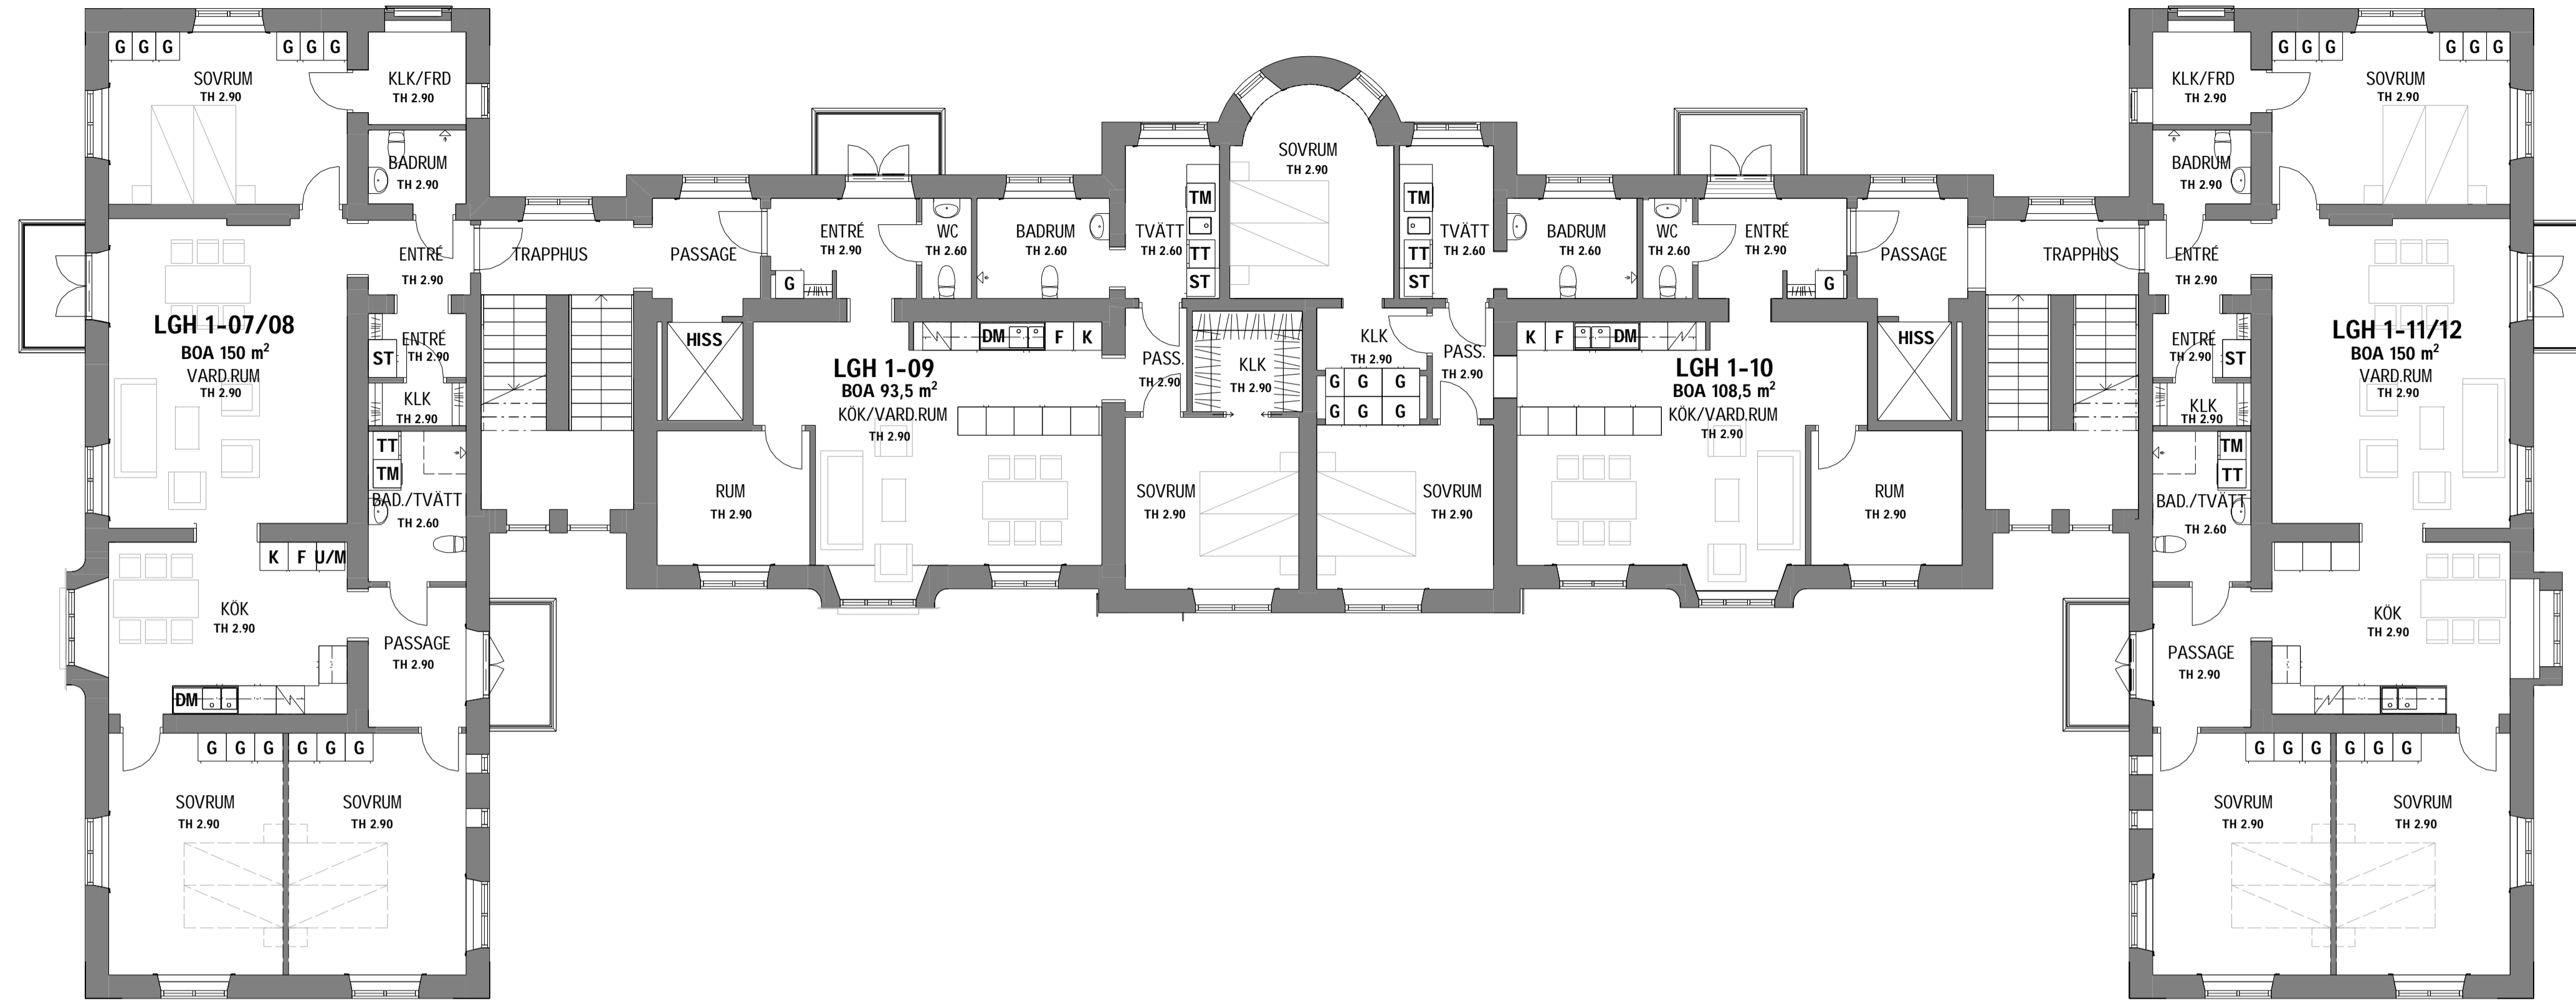 G G G
G G G
SOVRUM
TH 2.90
KLK/FRD
TH 2.90
BADRUM
TH 2.90
ENTRÉ
TH 2.90
TRAPPHUS
PASSAGE
LGH 1-07/08
BOA 150 m²
VARD.RUM
TH 2.90
ENTRÉ
TH 2.90
ST
KLK
TH 2.90
TT
TM
BAD./TVÄTT
TH 2.60
K F U/M
KÖK
TH 2.90
DM
PASSAGE
TH 2.90
G G G
G G G
SOVRUM
TH 2.90
SOVRUM
TH 2.90
HISS
ENTRÉ
TH 2.90
G
WC
TH 2.60
BADRUM
TH 2.60
TVÄTT
TH 2.60
TM
TT
ST
DM
F K
LGH 1-09
BOA 93,5 m²
KÖK/VARD.RUM
TH 2.90
RUM
TH 2.90
PASS.
TH 2.90
KLK
TH 2.90
SOVRUM
TH 2.90
SOVRUM
TH 2.90
TM
TT
ST
TVÄTT
TH 2.60
KLK
TH 2.90
G G G
G G G
PASS.
TH 2.90
SOVRUM
TH 2.90
BADRUM
TH 2.60
WC
TH 2.60
ENTRÉ
TH 2.90
G
PASSAGE
K F
DM
LGH 1-10
BOA 108,5 m²
KÖK/VARD.RUM
TH 2.90
HISS
RUM
TH 2.90
TRAPPHUS
KLK/FRD
TH 2.90
G G G
G G G
SOVRUM
TH 2.90
BADRUM
TH 2.90
ENTRÉ
TH 2.90
ENTRÉ
TH 2.90
ST
KLK
TH 2.90
LGH 1-11/12
BOA 150 m²
VARD.RUM
TH 2.90
TM
TT
BAD./TVÄTT
TH 2.60
KÖK
TH 2.90
PASSAGE
TH 2.90
G G G
G G G
SOVRUM
TH 2.90
SOVRUM
TH 2.90